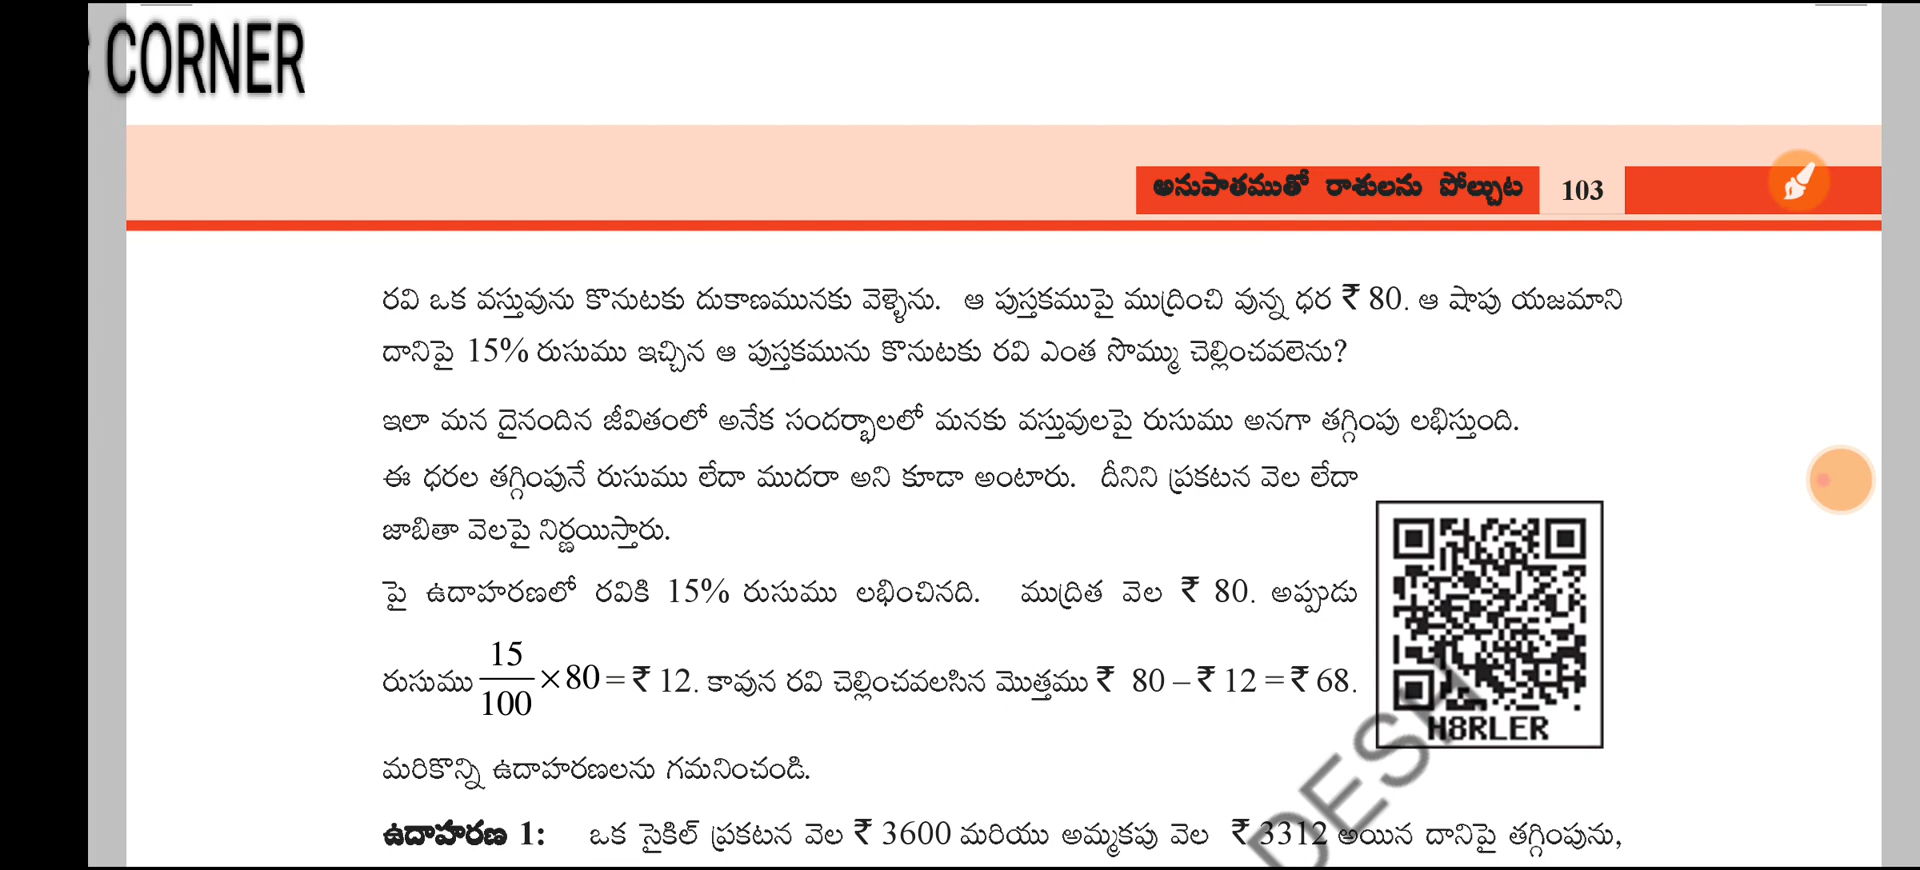 CORNER
అనుపాతముతో రాశులను పోల్చుట 103
రవి ఒక వస్తువును కొనుటకు దుకాణమునకు వెళ్ళెను. ఆ పుస్తకముపై ముద్రించి వున్న ధర ₹ 80. ఆ షాపు యజమాని
దానిపై 15% రుసుము ఇచ్చిన ఆ పుస్తకమును కొనుటకు రవి ఎంత సొమ్ము చెల్లించవలెను?
ఇలా మన దైనందిన జీవితంలో అనేక సందర్భాలలో మనకు వస్తువులపై రుసుము అనగా తగ్గింపు లభిస్తుంది.
ఈ ధరల తగ్గింపునే రుసుము లేదా ముదరా అని కూడా అంటారు. దీనిని ప్రకటన వెల లేదా
జాబితా వెలపై నిర్ణయిస్తారు.
పై ఉదాహరణలో రవికి 15% రుసుము లభించినది. ముద్రిత వెల ₹ 80. అప్పుడు
రుసుము 15/100 ×80 = ₹ 12. కావున రవి చెల్లించవలసిన మొత్తము ₹ 80 – ₹ 12 = ₹ 68.
H8RLER
మరికొన్ని ఉదాహరణలను గమనించండి.
DESH
ఉదాహరణ 1: ఒక సైకిల్ ప్రకటన వెల ₹ 3600 మరియు అమ్మకపు వెల ₹ 3312 అయిన దానిపై తగ్గింపును,